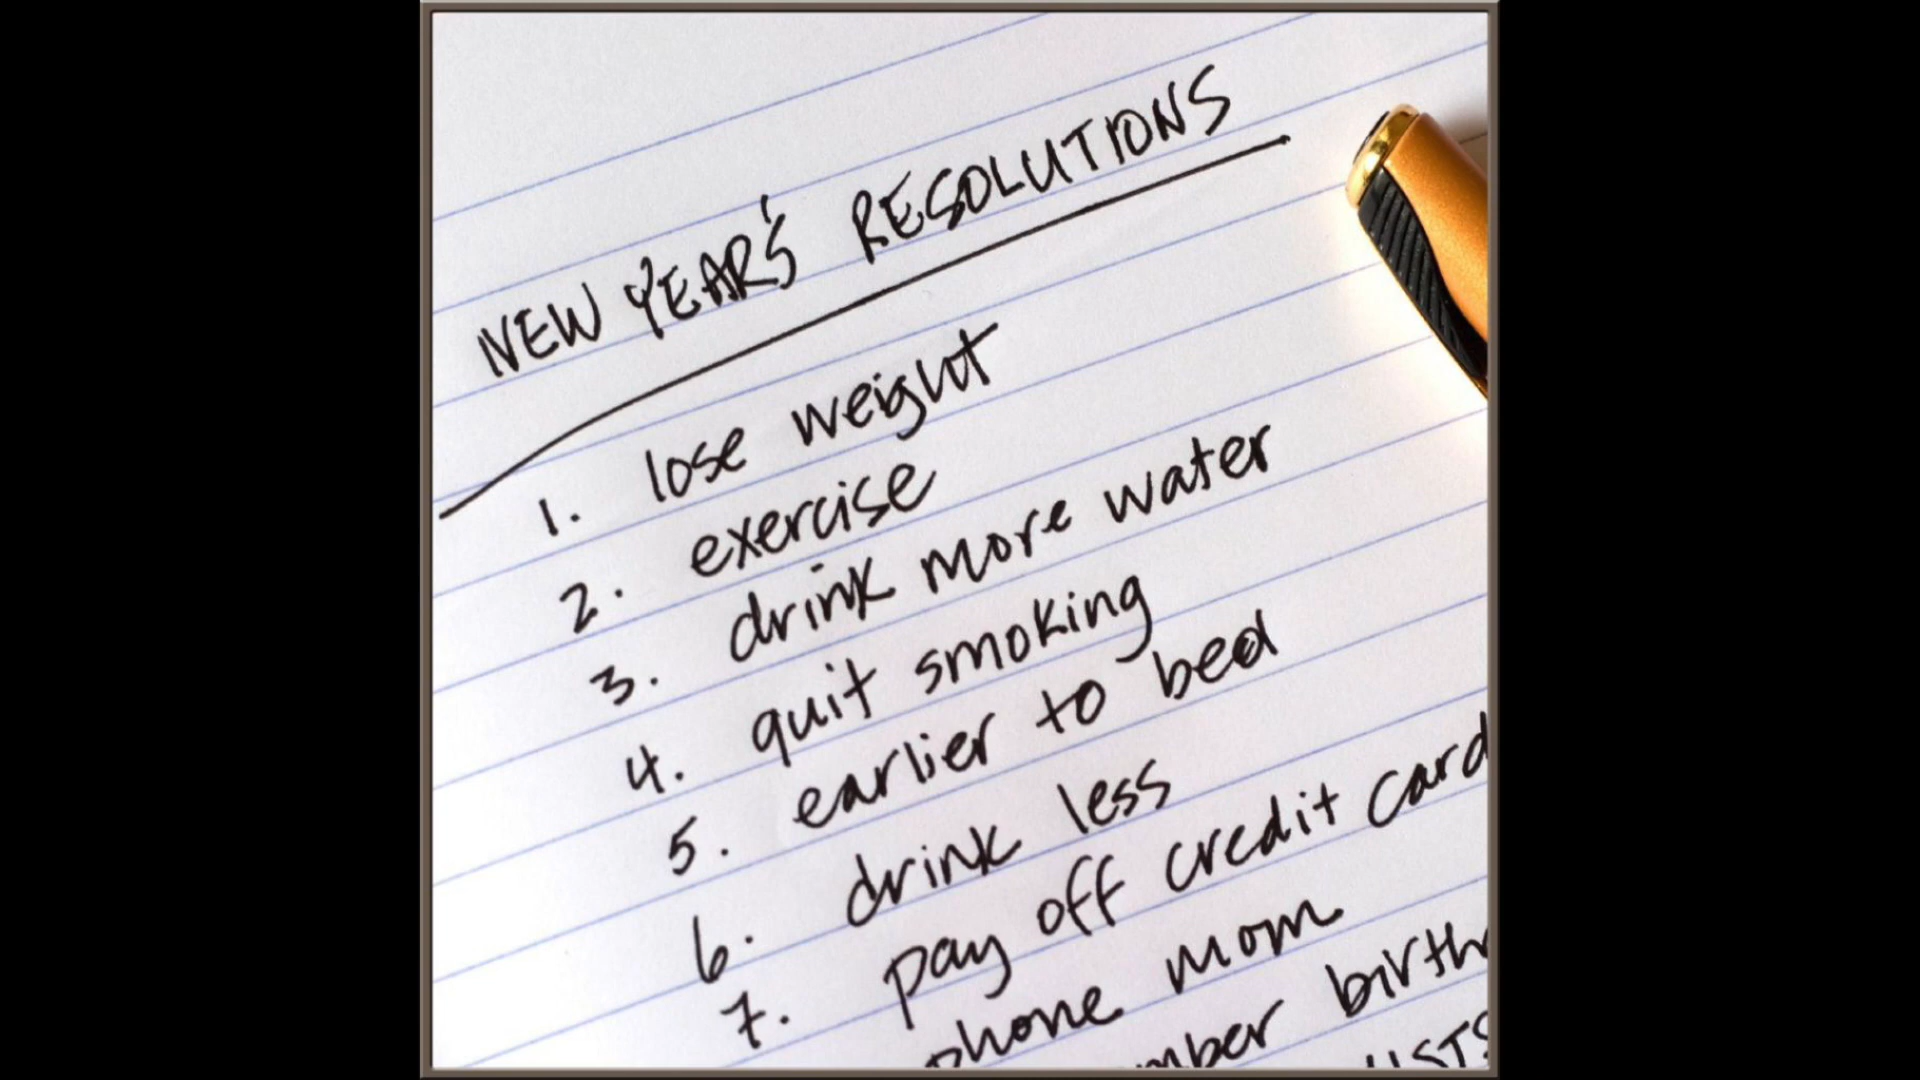 NEW YEAR'S RESOLUTIONS
1. lose weight
2. exercise
3. drink more water
4. quit smoking
5. earlier to bed
6. drink less
7. pay off credit card
phone mom